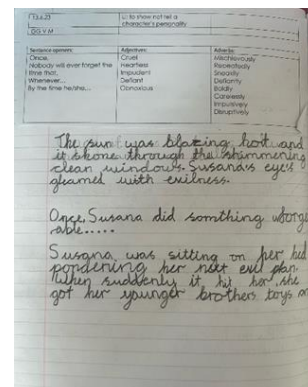 13.6.23
LI: to show not tell a
character's personality
GG V M
Sentence openers:
Once,
Nobody will ever forget the
time that...
Whenever...
By the time he/she...
Adjectives:
Cruel
Heartless
Impudent
Defiant
Obnoxious
Adverbs:
Mischievously
Repeatedly
Sneakily
Defiantly
Boldly
Carelessly
Impulsively
Disruptively
The sun was blazing hot and
it shone through the shimmering
clean windows. Susana's eye's
gleamed with evilness.
Once, Susana did somthing
able.....
Susana was sitting on her bed
pondering her next evil plan
when suddenly it hit her, she
got her younger brothers toys